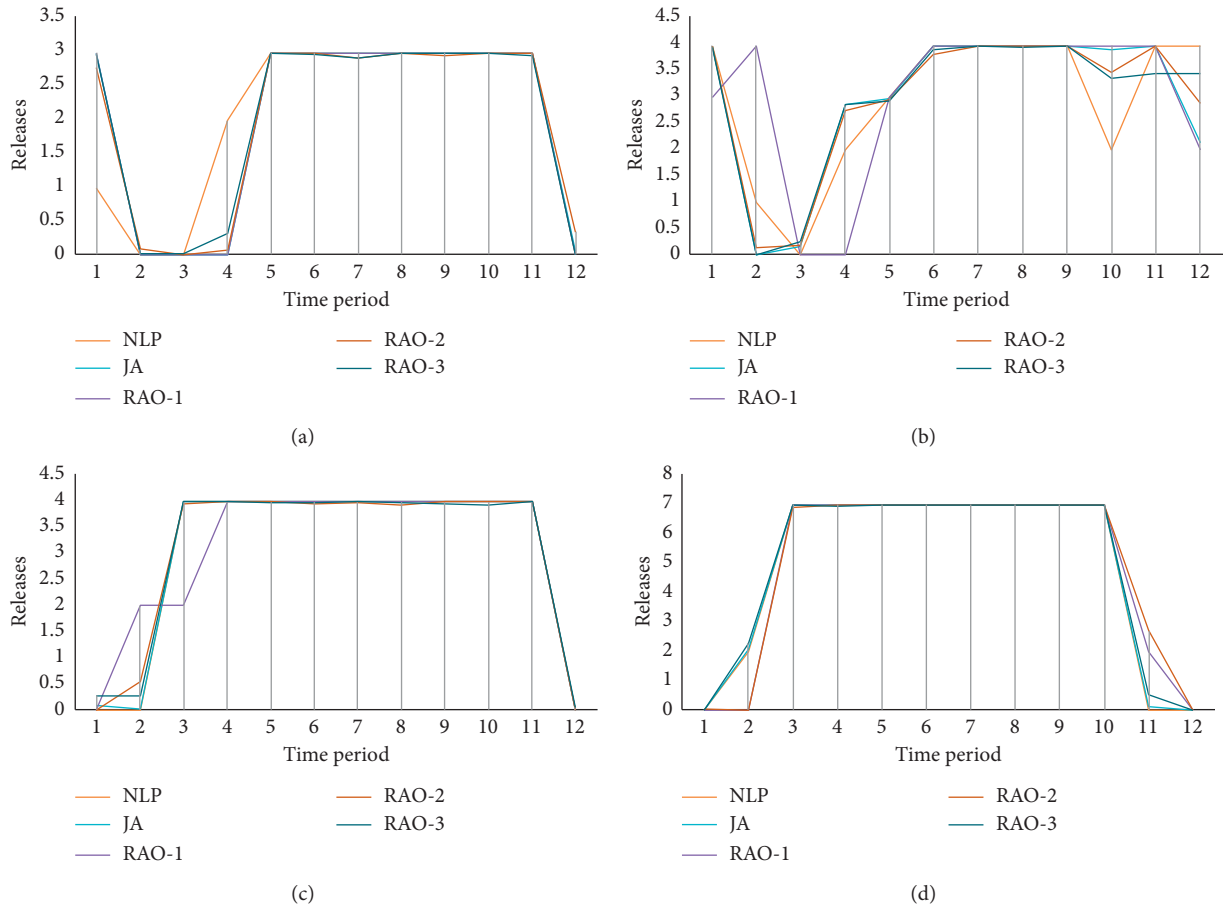 3.5
3
2.5
2
1.5
1
0.5
0
Releases
1 2 3 4 5 6 7 8 9 10 11 12
Time period
NLP
JA
RAO-1
RAO-2
RAO-3
(a)
4.5
4
3.5
3
2.5
2
1.5
1
0.5
0
Releases
1 2 3 4 5 6 7 8 9 10 11 12
Time period
NLP
JA
RAO-1
RAO-2
RAO-3
(b)
4.5
4
3.5
3
2.5
2
1.5
1
0.5
0
Releases
1 2 3 4 5 6 7 8 9 10 11 12
Time period
NLP
JA
RAO-1
RAO-2
RAO-3
(c)
8
7
6
5
4
3
2
1
0
Releases
1 2 3 4 5 6 7 8 9 10 11 12
Time period
NLP
JA
RAO-1
RAO-2
RAO-3
(d)